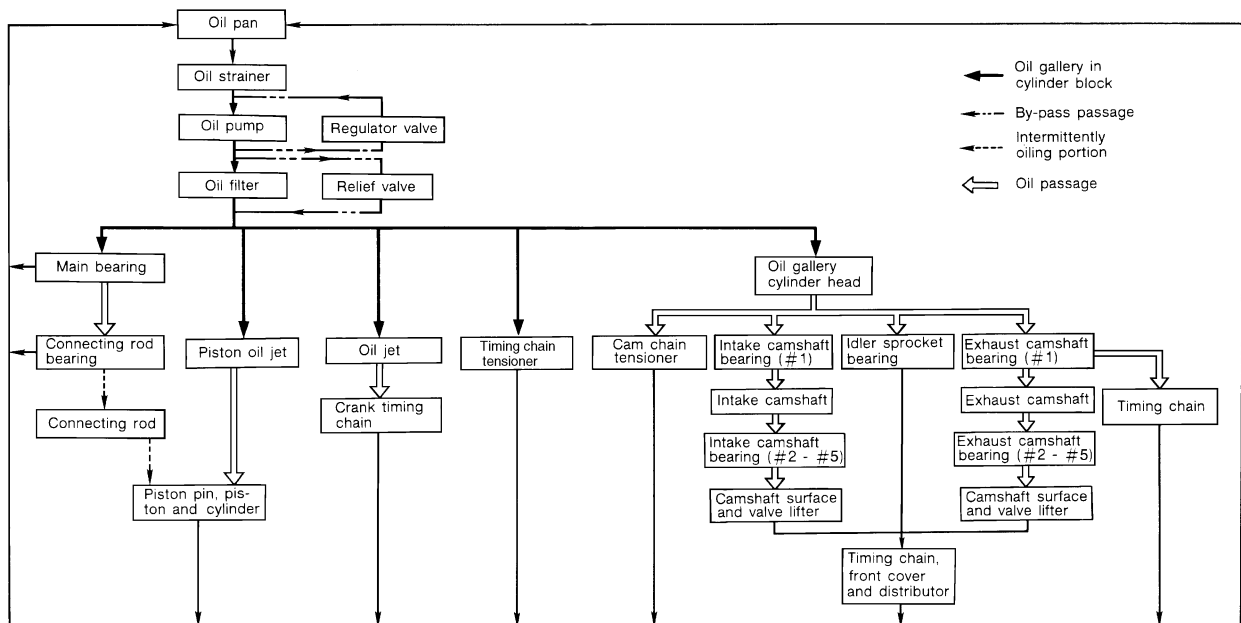 Oil pan
Oil strainer
Oil pump
Regulator valve
Oil filter
Relief valve
Oil gallery in
cylinder block
By-pass passage
Intermittently
oiling portion
Oil passage
Main bearing
Oil gallery
cylinder head
Connecting rod
bearing
Piston oil jet
Oil jet
Timing chain
tensioner
Cam chain
tensioner
Intake camshaft
bearing (#1)
Idler sprocket
bearing
Exhaust camshaft
bearing (#1)
Connecting rod
Crank timing
chain
Intake camshaft
Exhaust camshaft
Timing chain
Intake camshaft
bearing (#2 - #5)
Exhaust camshaft
bearing (#2 - #5)
Piston pin, pis-
ton and cylinder
Camshaft surface
and valve lifter
Camshaft surface
and valve lifter
Timing chain,
front cover
and distributor